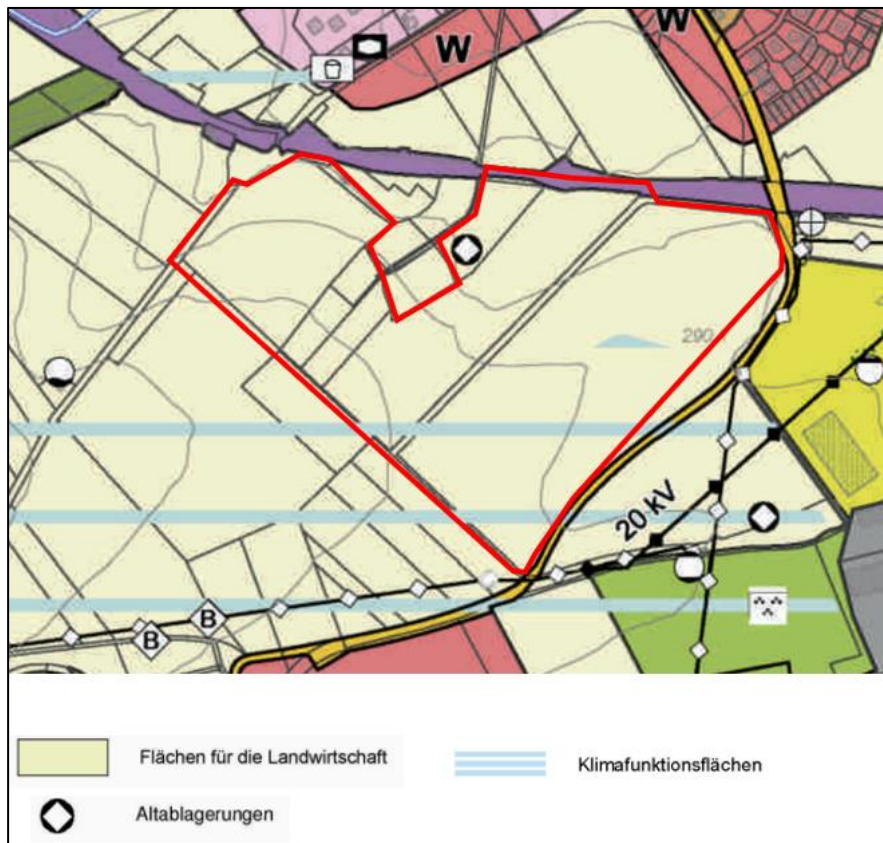 W
W
290
20 kV
B
B
Flächen für die Landwirtschaft
Klimafunktionsflächen
Altablagerungen